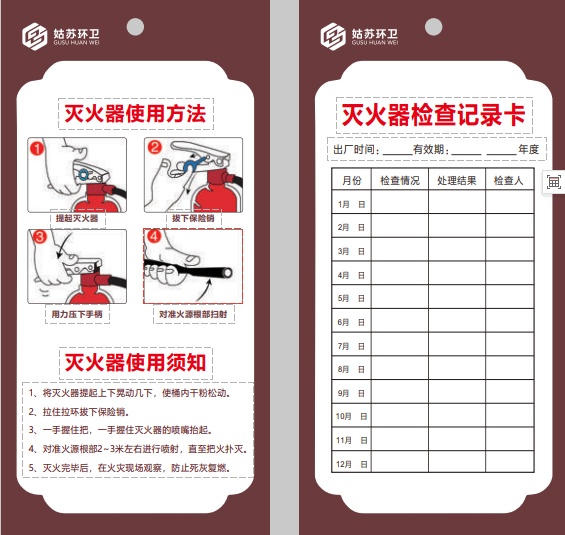 姑苏环卫
GUSU HUAN WEI
灭火器使用方法
1
2
提起灭火器
拔下保险销
3
4
用力压下手柄
对准火源根部扫射
灭火器使用须知
1、将灭火器提起上下晃动几下，使桶内干粉松动。
2、拉住拉环拔下保险销。
3、一手握住把，一手握住灭火器的喷嘴抬起。
4、对准火源根部2~3米左右进行喷射，直至把火扑灭。
5、灭火完毕后，在火灾现场观察，防止死灰复燃。
姑苏环卫
GUSU HUAN WEI
灭火器检查记录卡
出厂时间：_____有效期：_____ _____年度
月份 检查情况 处理结果 检查人
1月 日
2月 日
3月 日
4月 日
5月 日
6月 日
7月 日
8月 日
9月 日
10月 日
11月 日
12月 日